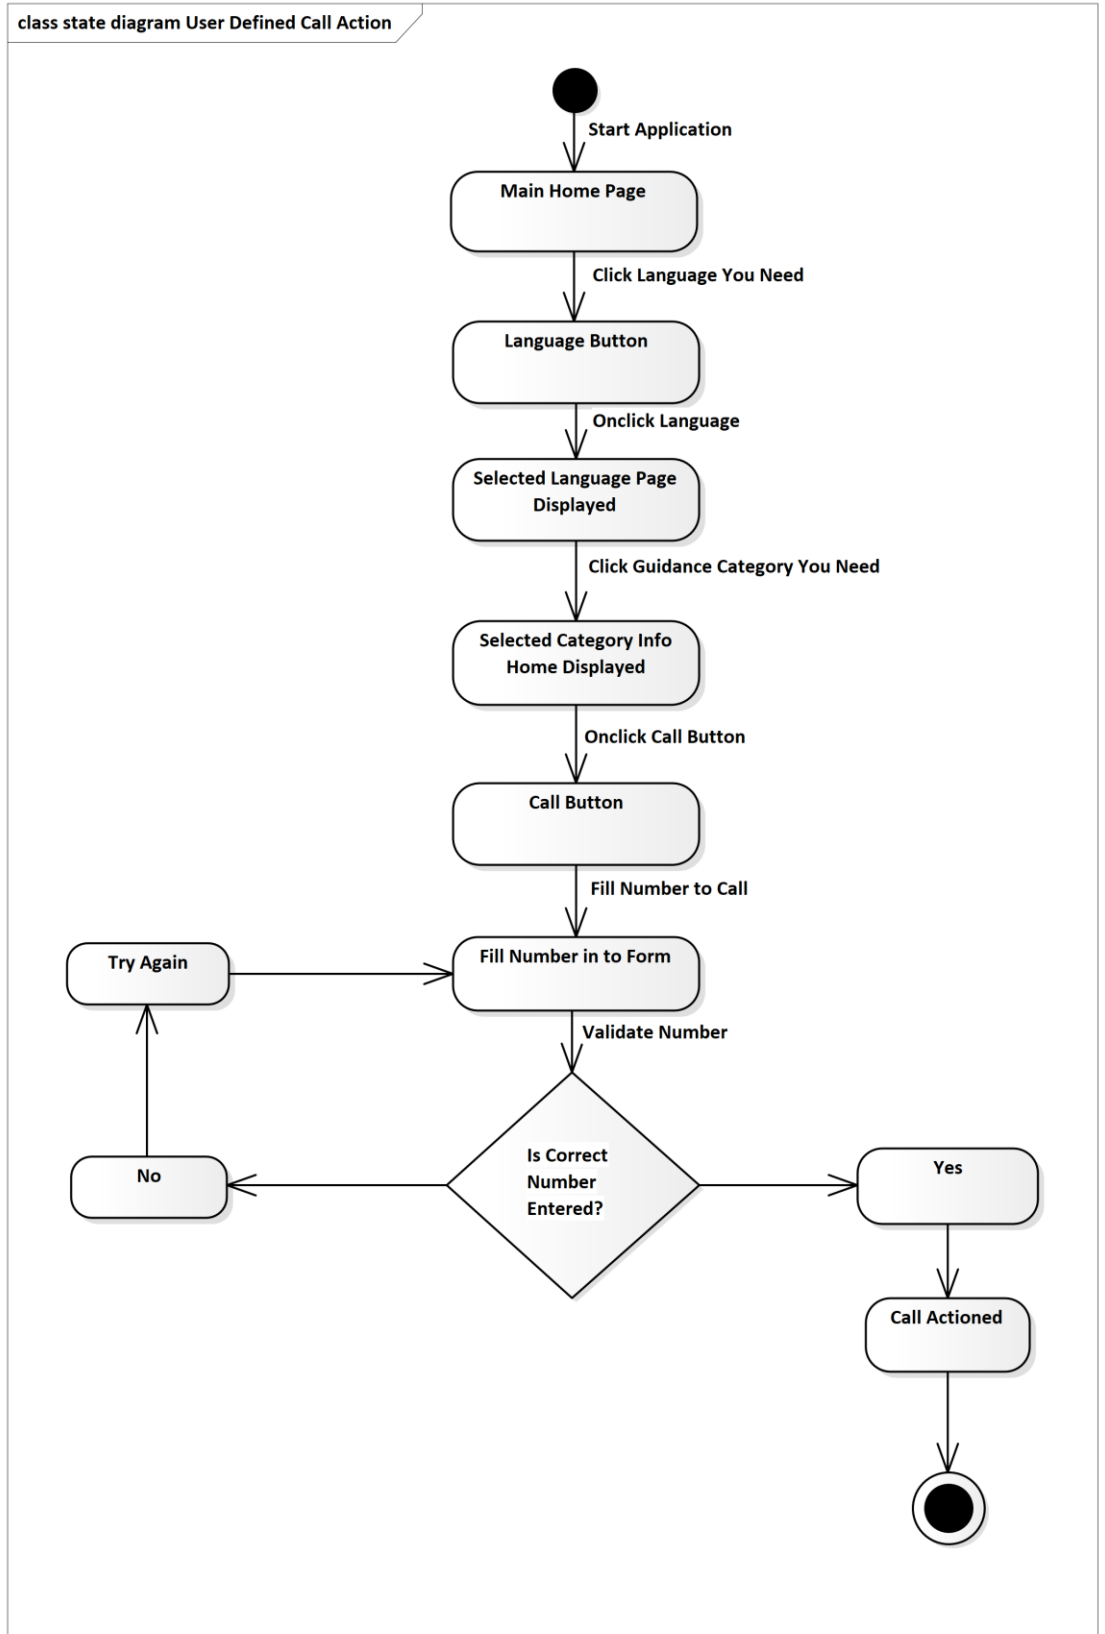 class state diagram User Defined Call Action
Start Application
Main Home Page
Click Language You Need
Language Button
Onclick Language
Selected Language Page
Displayed
Click Guidance Category You Need
Selected Category Info
Home Displayed
Onclick Call Button
Call Button
Fill Number to Call
Try Again
Fill Number in to Form
Validate Number
Is Correct
Number
Entered?
No
Yes
Call Actioned